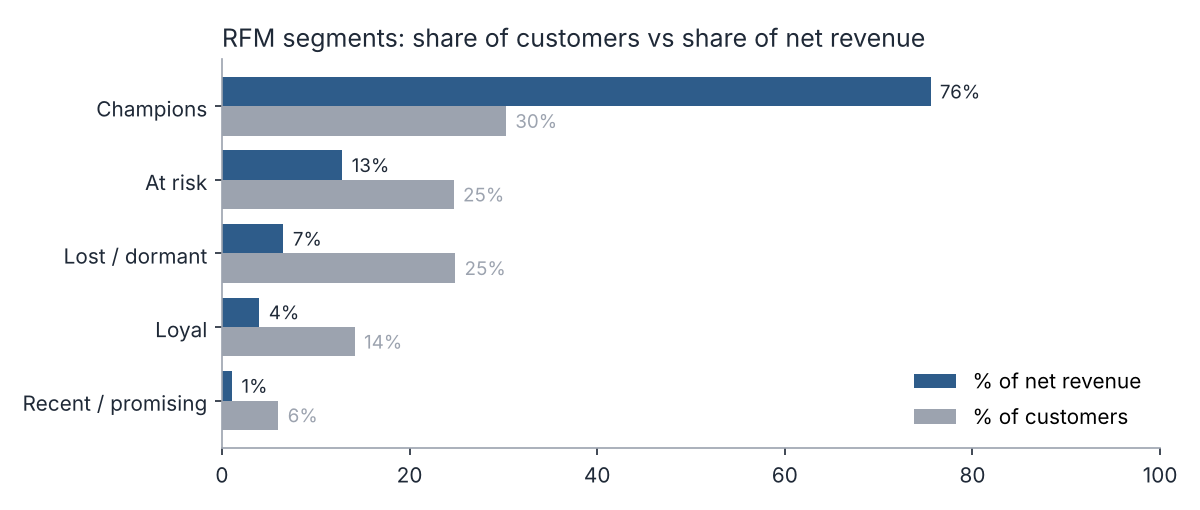 RFM segments: share of customers vs share of net revenue
Champions
76%
30%
At risk
13%
25%
Lost / dormant
7%
25%
Loyal
4%
14%
Recent / promising
1%
6%
% of net revenue
% of customers
0 20 40 60 80 100